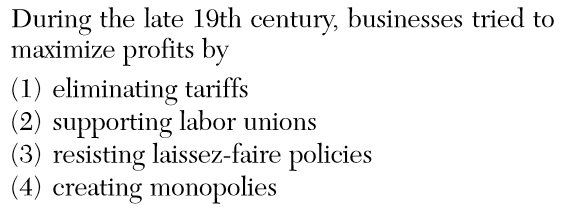 During the late 19th century, businesses tried to
maximize profits by
(1) eliminating tariffs
(2) supporting labor unions
(3) resisting laissez-faire policies
(4) creating monopolies